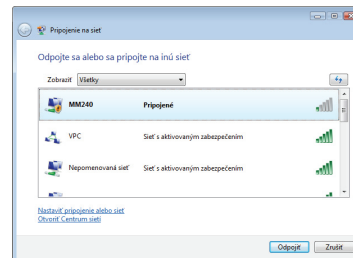 Pripojenie na sieť
Odpojte sa alebo sa pripojte na inú sieť
Zobraziť Všetky
MM240 Pripojené
VPC Sieť s aktivovaným zabezpečením
Nepomenovaná sieť Sieť s aktivovaným zabezpečením
Nastaviť pripojenie alebo sieť
Otvoriť Centrum sietí
Odpojiť Zrušiť